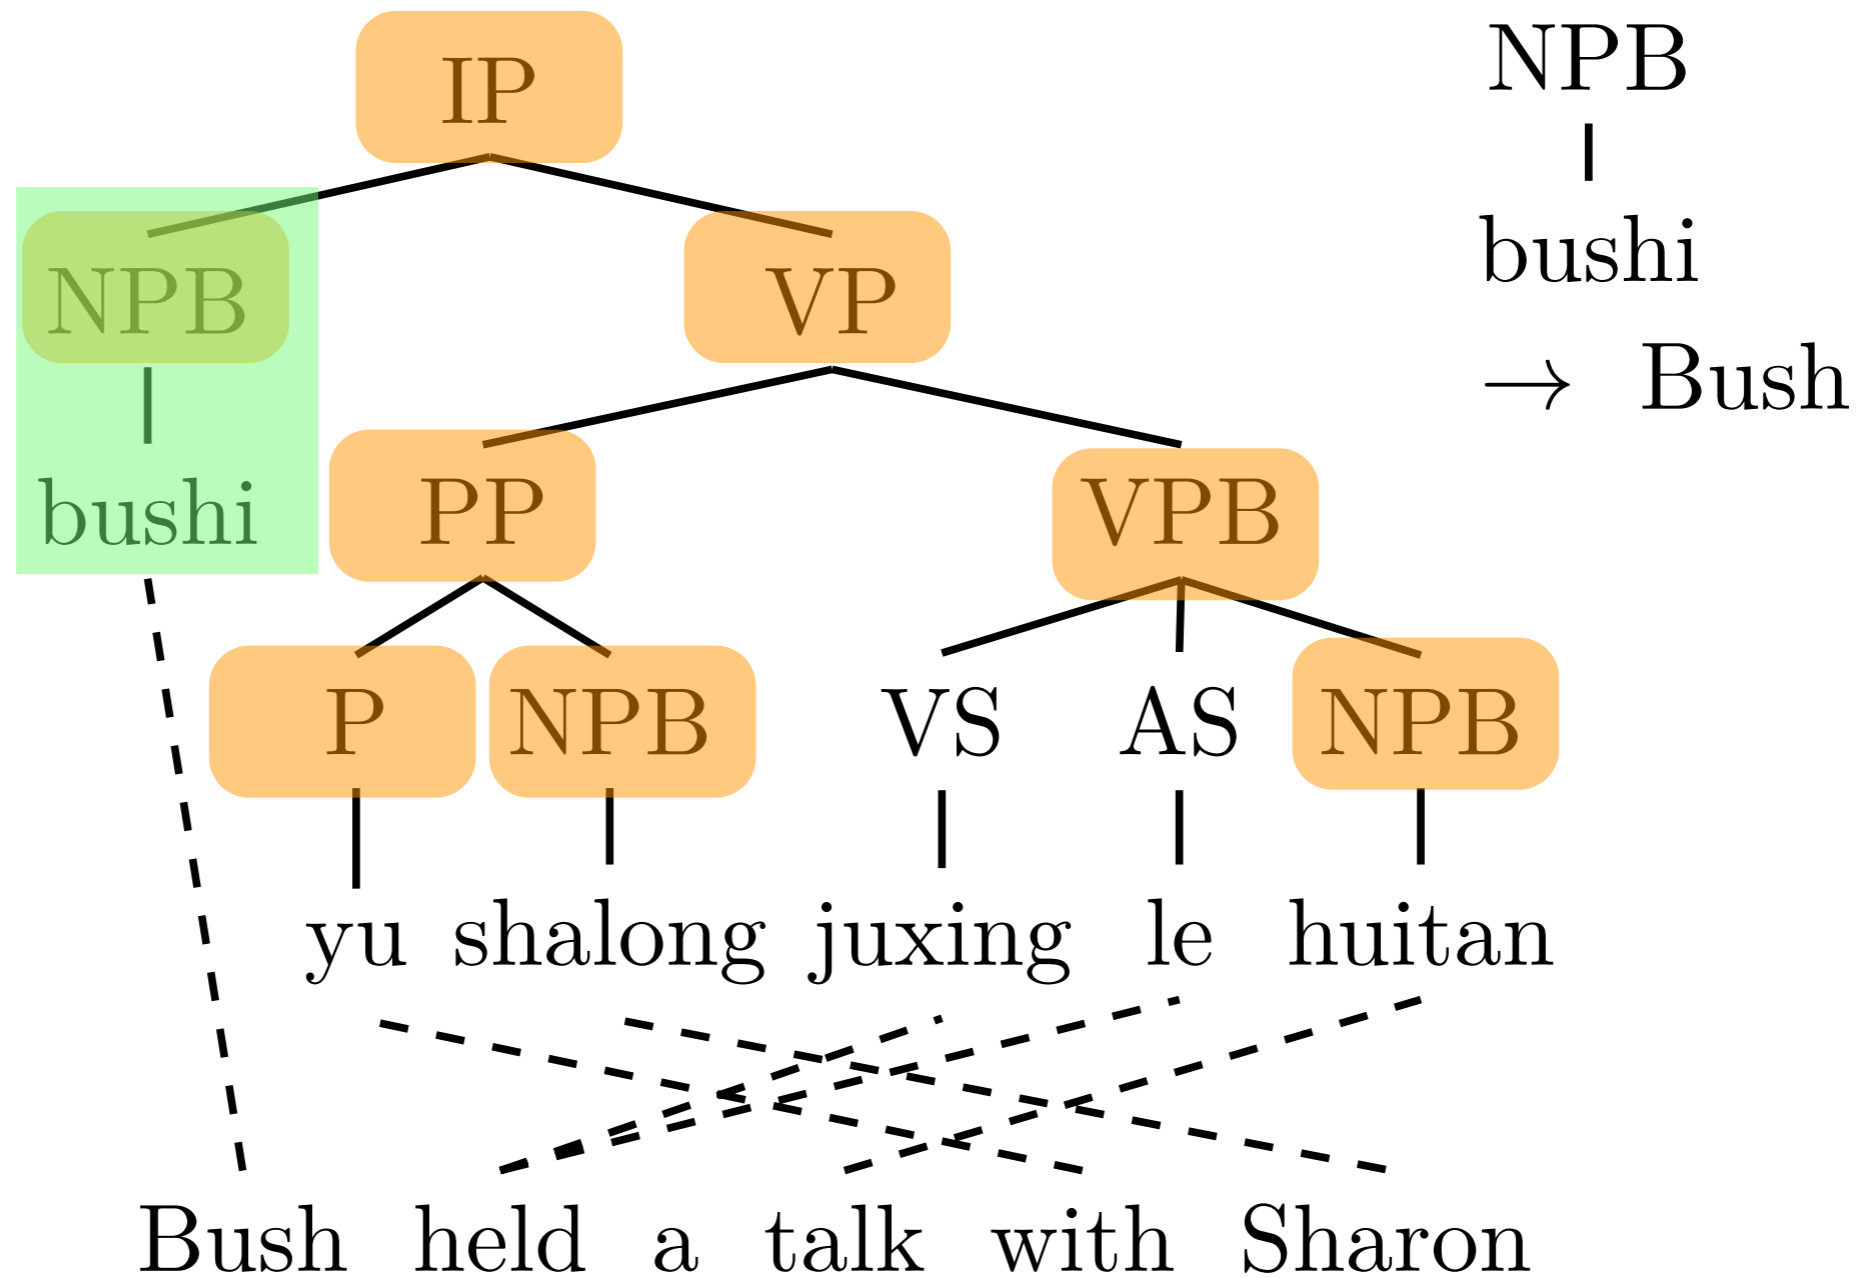 IP
NPB VP
bushi PP VPB
P NPB VS AS NPB
yu shalong juxing le huitan
Bush held a talk with Sharon
NPB
bushi
→ Bush